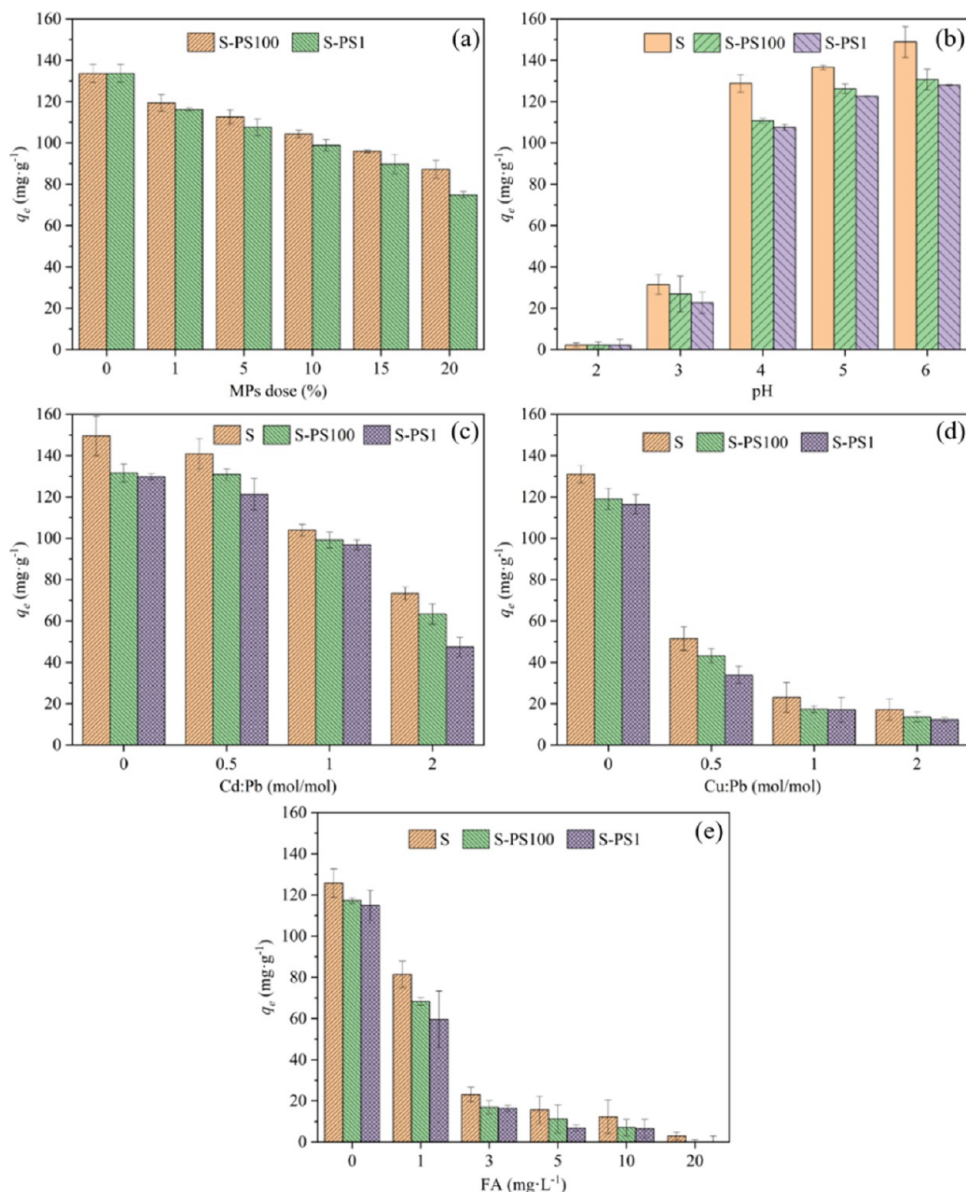 S-PS100 S-PS1 (a)
160
140
120
100
80
60
40
20
0
qe (mg·g-1)
0 1 5 10 15 20
MPs dose (%)
S S-PS100 S-PS1 (b)
160
140
120
100
80
60
40
20
0
qe (mg·g-1)
2 3 4 5 6
pH
S S-PS100 S-PS1 (c)
160
140
120
100
80
60
40
20
0
qe (mg·g-1)
0 0.5 1 2
Cd:Pb (mol/mol)
S S-PS100 S-PS1 (d)
160
140
120
100
80
60
40
20
0
qe (mg·g-1)
0 0.5 1 2
Cu:Pb (mol/mol)
S S-PS100 S-PS1 (e)
160
140
120
100
80
60
40
20
0
qe (mg·g-1)
0 1 3 5 10 20
FA (mg·L-1)